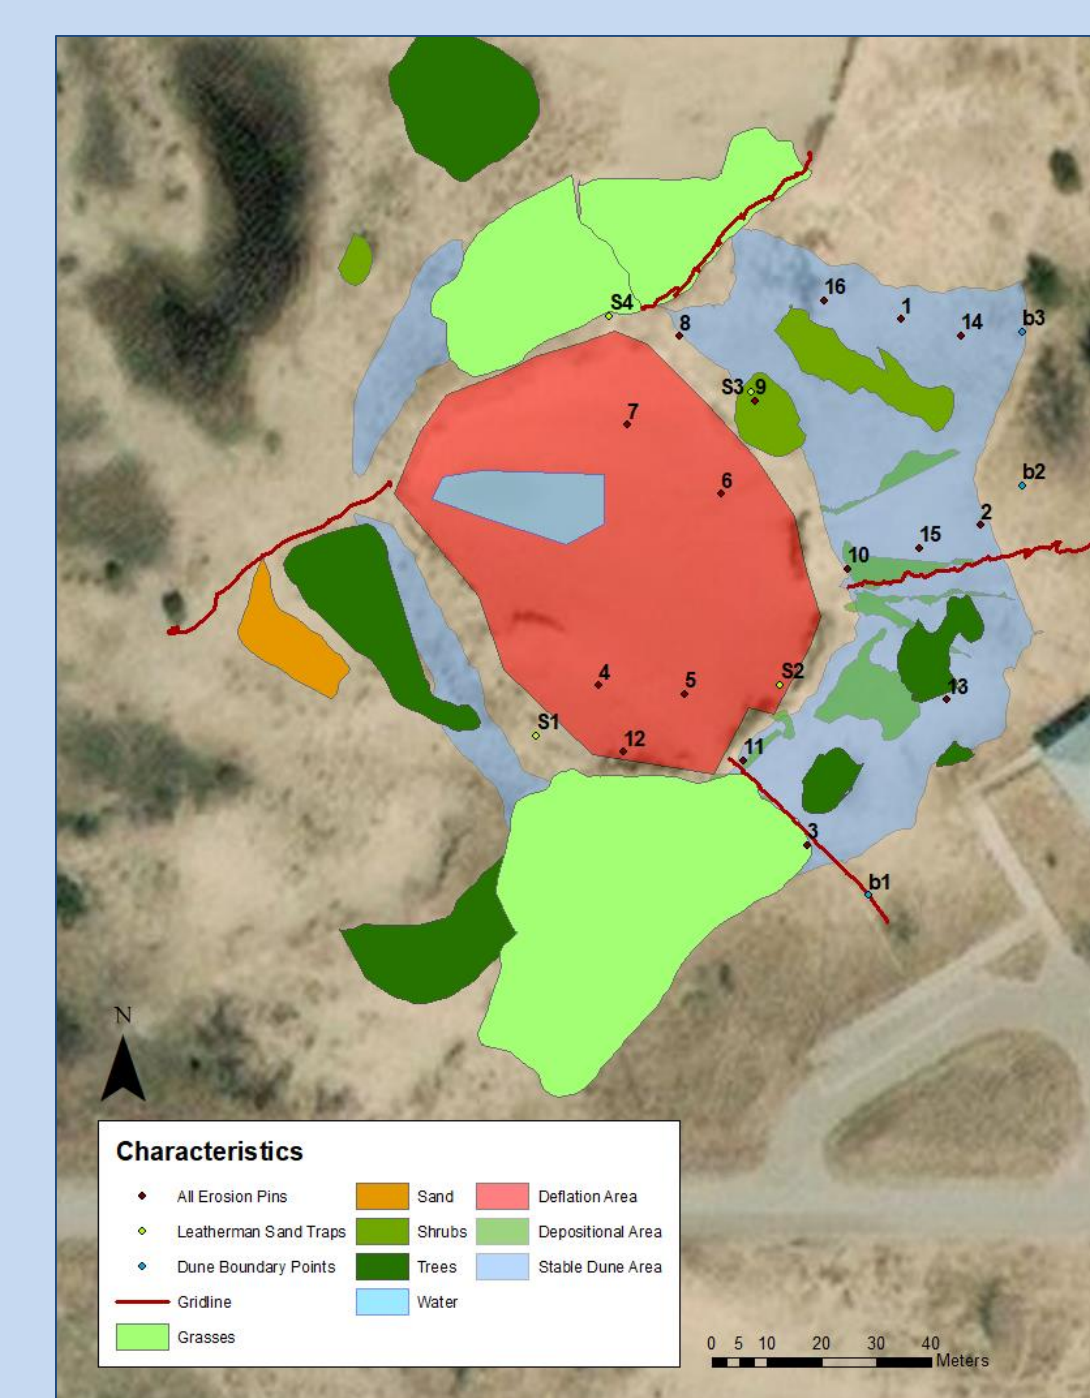 16
1
14
b3
S4
8
S3 9
7
6
b2
2
15
10
4
5
S2
13
S1
12
11
3
b1
N
Characteristics
All Erosion Pins
Leatherman Sand Traps
Dune Boundary Points
Gridline
Grasses
Sand
Shrubs
Trees
Water
Deflation Area
Depositional Area
Stable Dune Area
0 5 10 20 30 40
Meters